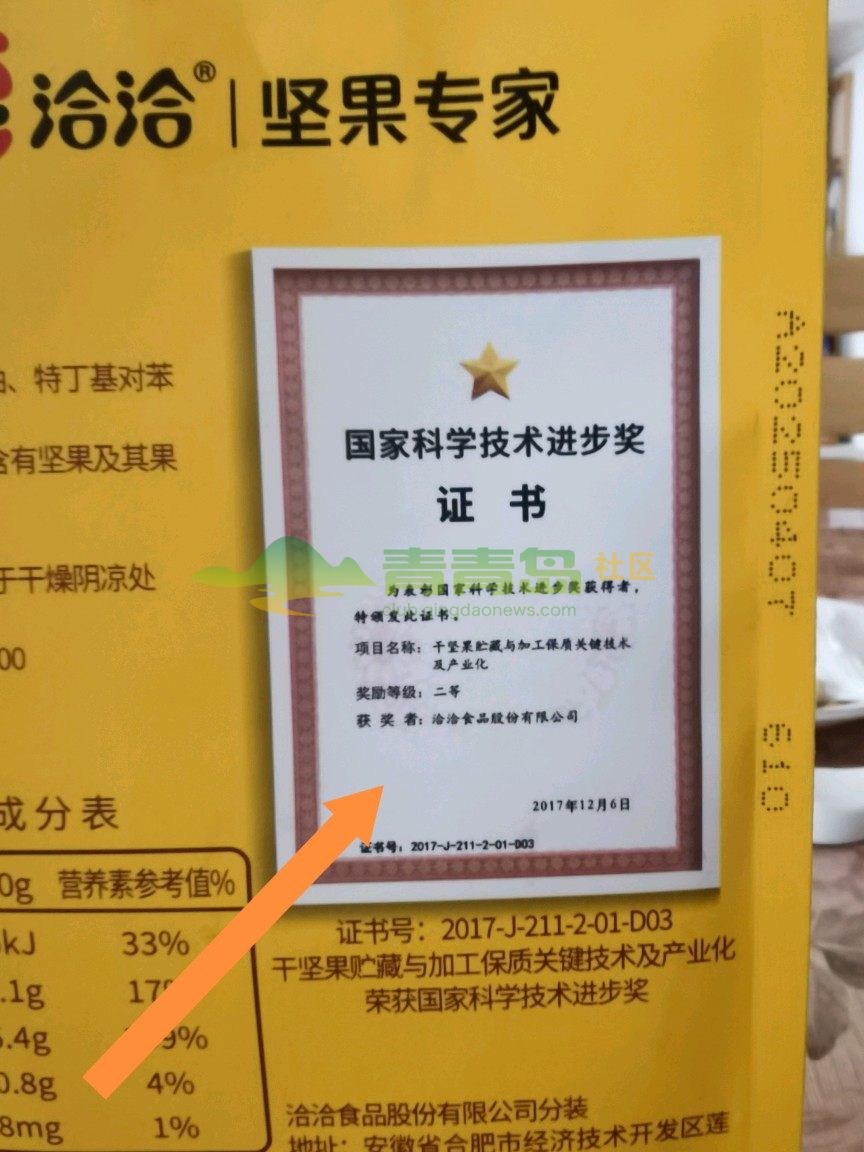 洽洽® | 坚果专家
、特丁基对苯
含有坚果及其果
于干燥阴凉处
00
国家科学技术进步奖
证书
青青岛 社区
club.qingdaonews.com
为表彰国家科学技术进步奖获得者，
特颁发此证书。
项目名称：干坚果贮藏与加工保质关键技术
及产业化
奖励等级：二等
获奖者：洽洽食品股份有限公司
2017年12月6日
证书号：2017-J-211-2-01-D03
证书号：2017-J-211-2-01-D03
干坚果贮藏与加工保质关键技术及产业化
荣获国家科学技术进步奖
成分表
0g 营养素参考值%
kJ 33%
.1g 17
.4g 9%
0.8g 4%
8mg 1%
洽洽食品股份有限公司分装
地址：安徽省合肥市经济技术开发区莲
A20250407 610